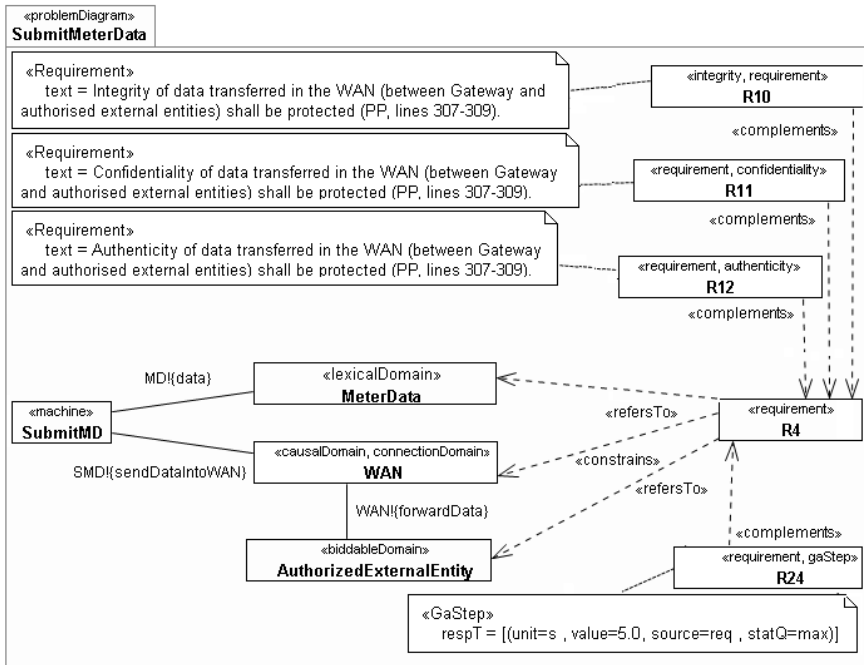 «problemDiagram»
SubmitMeterData
«Requirement»
text = Integrity of data transferred in the WAN (between Gateway and
authorised external entities) shall be protected (PP, lines 307-309).
«integrity, requirement»
R10
«complements»
«Requirement»
text = Confidentiality of data transferred in the WAN (between Gateway
and authorised external entities) shall be protected (PP, lines 307-309).
«requirement, confidentiality»
R11
«complements»
«Requirement»
text = Authenticity of data transferred in the WAN (between Gateway
and authorised external entities) shall be protected (PP, lines 307-309).
«requirement, authenticity»
R12
«complements»
MD!{data}
«lexicalDomain»
MeterData
«machine»
SubmitMD
«refersTo»
«requirement»
R4
SMD!{sendDataIntoWAN}
«causalDomain, connectionDomain»
WAN
«constrains»
«refersTo»
WAN!{forwardData}
«complements»
«biddableDomain»
AuthorizedExternalEntity
«requirement, gaStep»
R24
«GaStep»
respT = [(unit=s , value=5.0, source=req , statQ=max)]